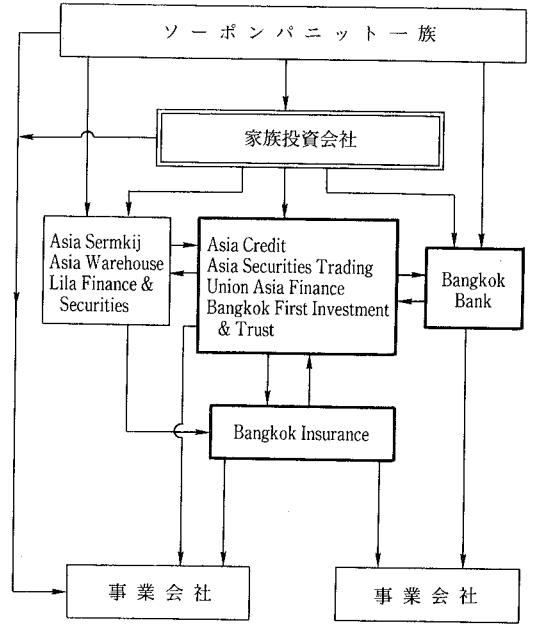 ソーポンパニット一族
家族投資会社
Asia Sermkij
Asia Warehouse
Lila Finance &
Securities
Asia Credit
Asia Securities Trading
Union Asia Finance
Bangkok First Investment
& Trust
Bangkok
Bank
Bangkok Insurance
事業会社
事業会社